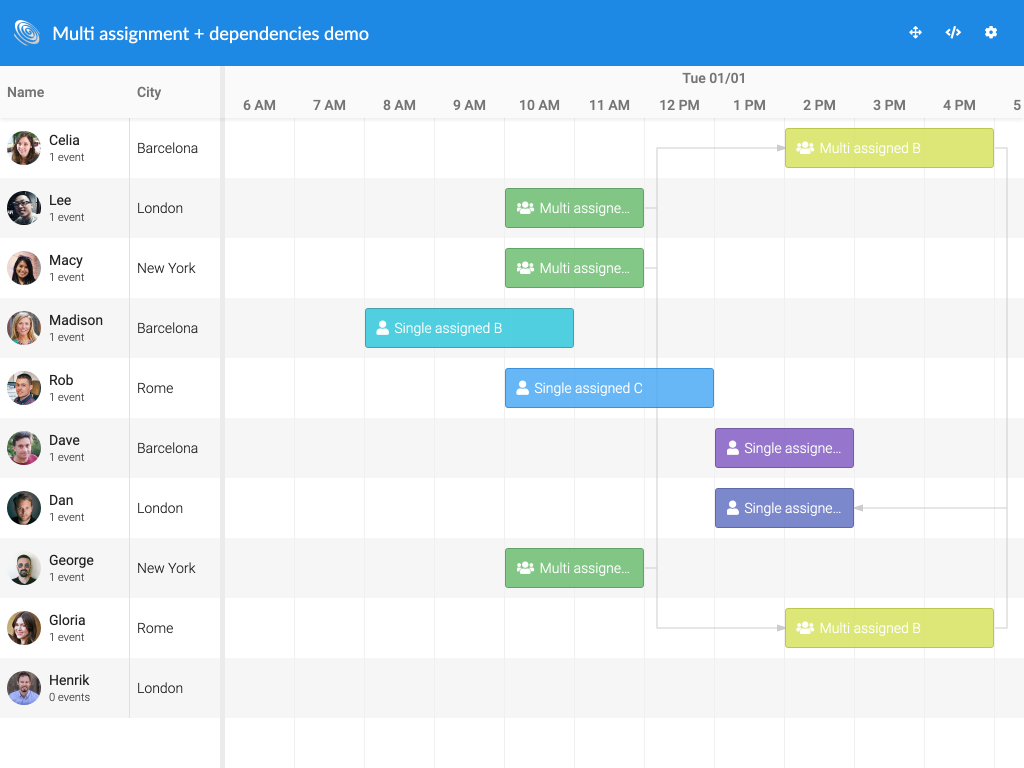 Multi assignment + dependencies demo
Name
City
Tue 01/01
6 AM 7 AM 8 AM 9 AM 10 AM 11 AM 12 PM 1 PM 2 PM 3 PM 4 PM 5
Celia
1 event
Barcelona
Multi assigned B
Lee
1 event
London
Multi assigne…
Macy
1 event
New York
Multi assigne…
Madison
1 event
Barcelona
Single assigned B
Rob
1 event
Rome
Single assigned C
Dave
1 event
Barcelona
Single assigne…
Dan
1 event
London
Single assigne…
George
1 event
New York
Multi assigne…
Gloria
1 event
Rome
Multi assigned B
Henrik
0 events
London